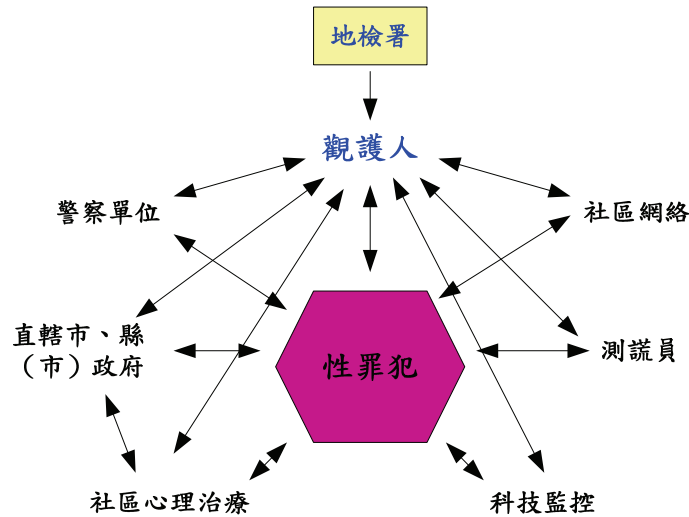 地檢署
觀護人
警察單位
社區網絡
直轄市、縣
（市）政府
性罪犯
測謊員
社區心理治療
科技監控